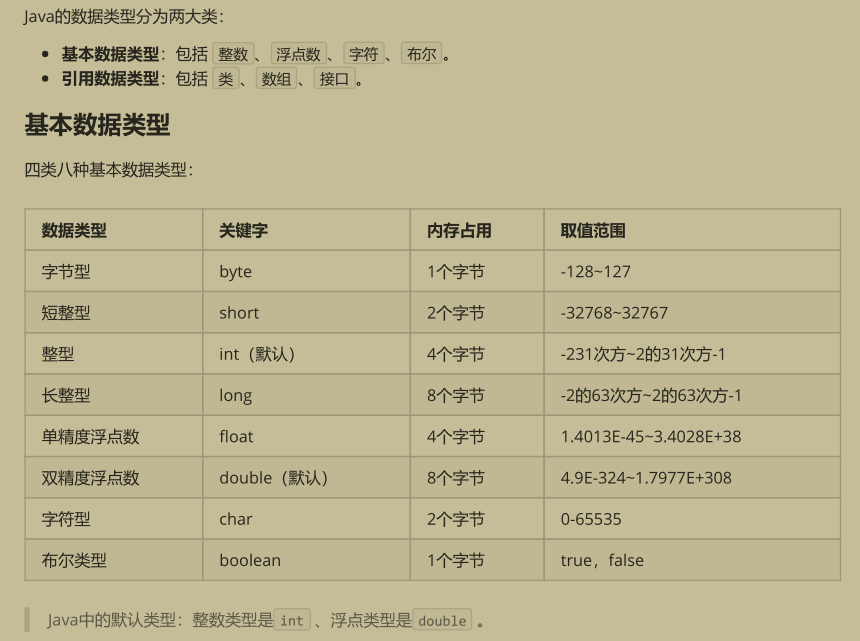 Java的数据类型分为两大类：
• 基本数据类型：包括 整数 、 浮点数 、 字符 、 布尔 。
• 引用数据类型：包括 类 、 数组 、 接口 。
基本数据类型
四类八种基本数据类型：
数据类型 关键字 内存占用 取值范围
字节型 byte 1个字节 -128~127
短整型 short 2个字节 -32768~32767
整型 int（默认） 4个字节 -231次方~2的31次方-1
长整型 long 8个字节 -2的63次方~2的63次方-1
单精度浮点数 float 4个字节 1.4013E-45~3.4028E+38
双精度浮点数 double（默认） 8个字节 4.9E-324~1.7977E+308
字符型 char 2个字节 0-65535
布尔类型 boolean 1个字节 true，false
Java中的默认类型：整数类型是 int 、浮点类型是 double 。